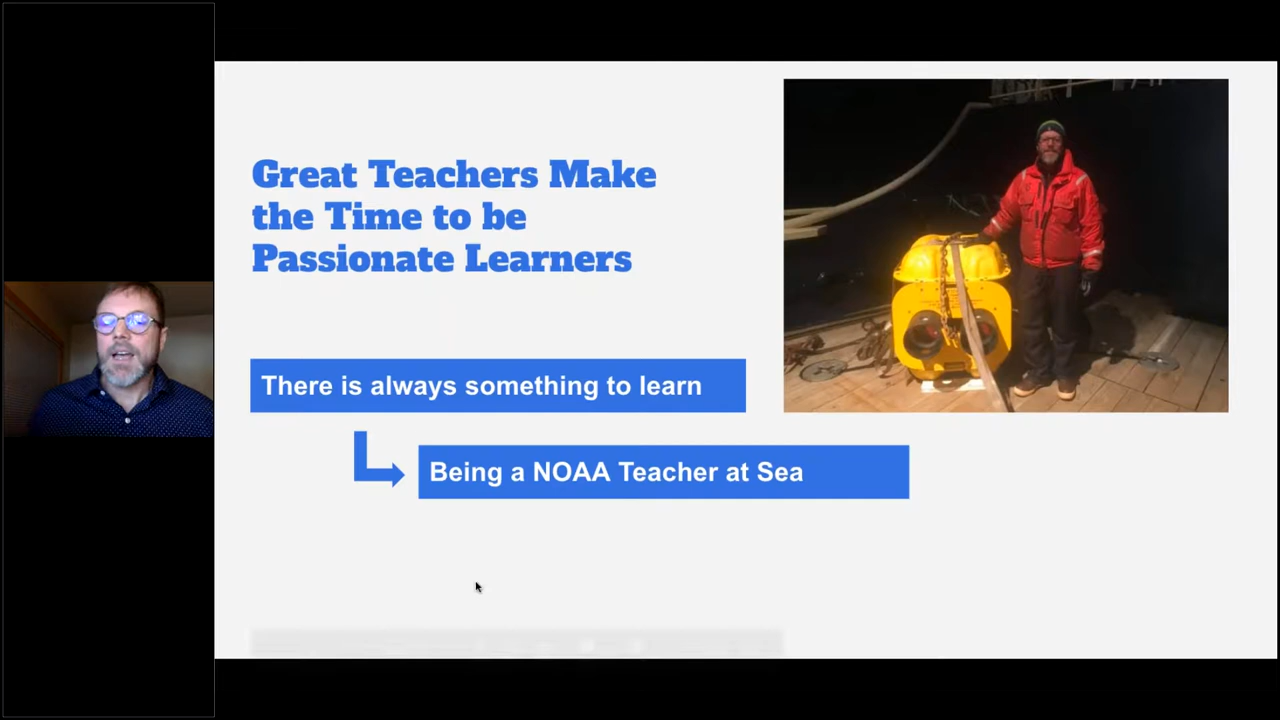 Great Teachers Make
the Time to be
Passionate Learners
There is always something to learn
Being a NOAA Teacher at Sea